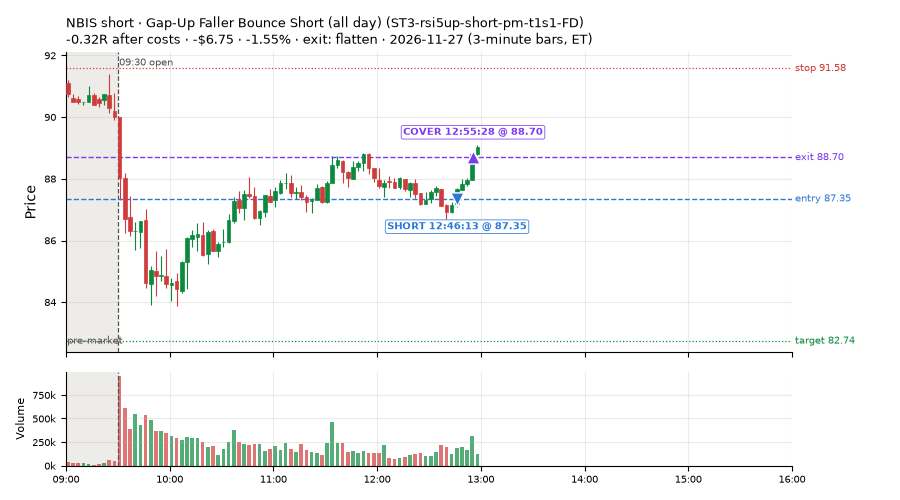 NBIS short · Gap-Up Faller Bounce Short (all day) (ST3-rsi5up-short-pm-t1s1-FD)
-0.32R after costs · -$6.75 · -1.55% · exit: flatten · 2026-11-27 (3-minute bars, ET)
92
90
88
86
84
Price
09:30 open
stop 91.58
COVER 12:55:28 @ 88.70
exit 88.70
entry 87.35
SHORT 12:46:13 @ 87.35
pre-market
target 82.74
Volume
750k
500k
250k
0k
09:00
10:00
11:00
12:00
13:00
14:00
15:00
16:00